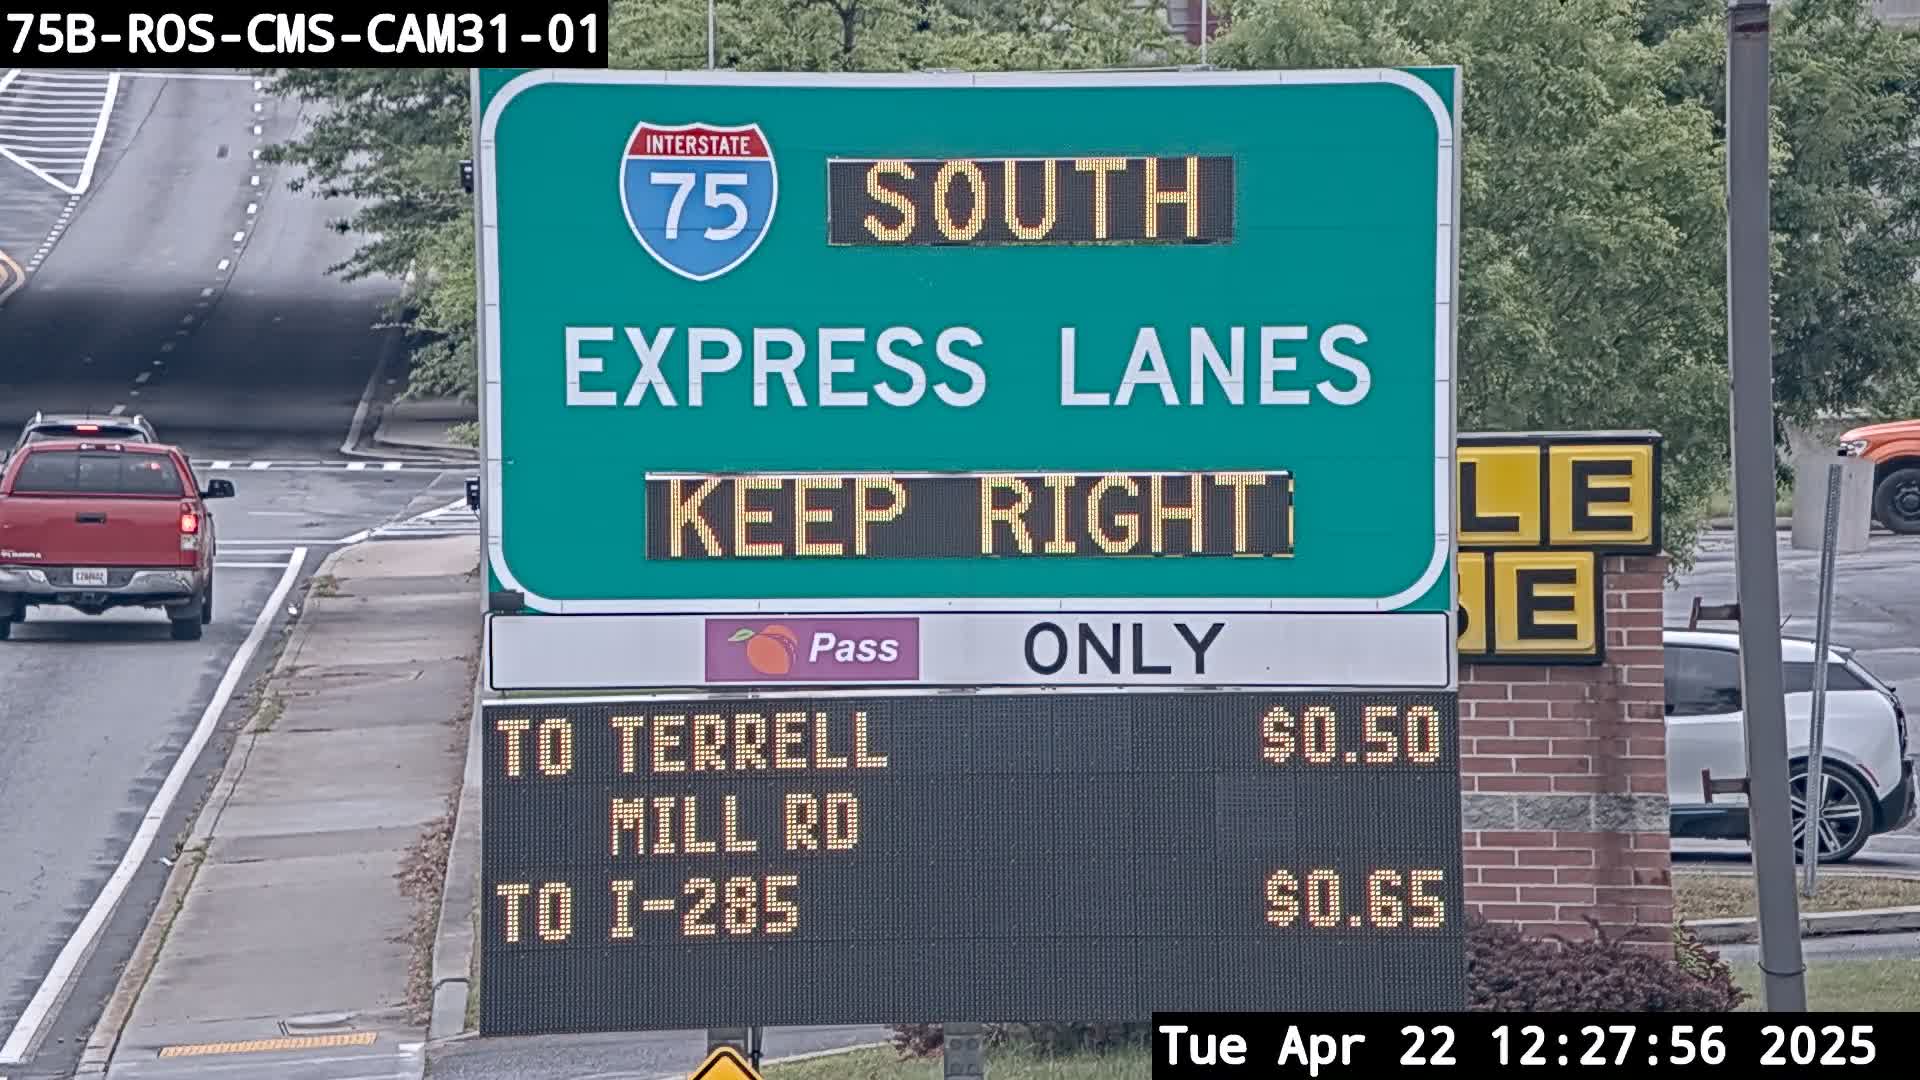 75B-ROS-CMS-CAM31-01
INTERSTATE
75
SOUTH
EXPRESS LANES
KEEP RIGHT
Pass ONLY
TO TERRELL $0.50
MILL RD
TO I-285 $0.65
LE
E
Tue Apr 22 12:27:56 2025